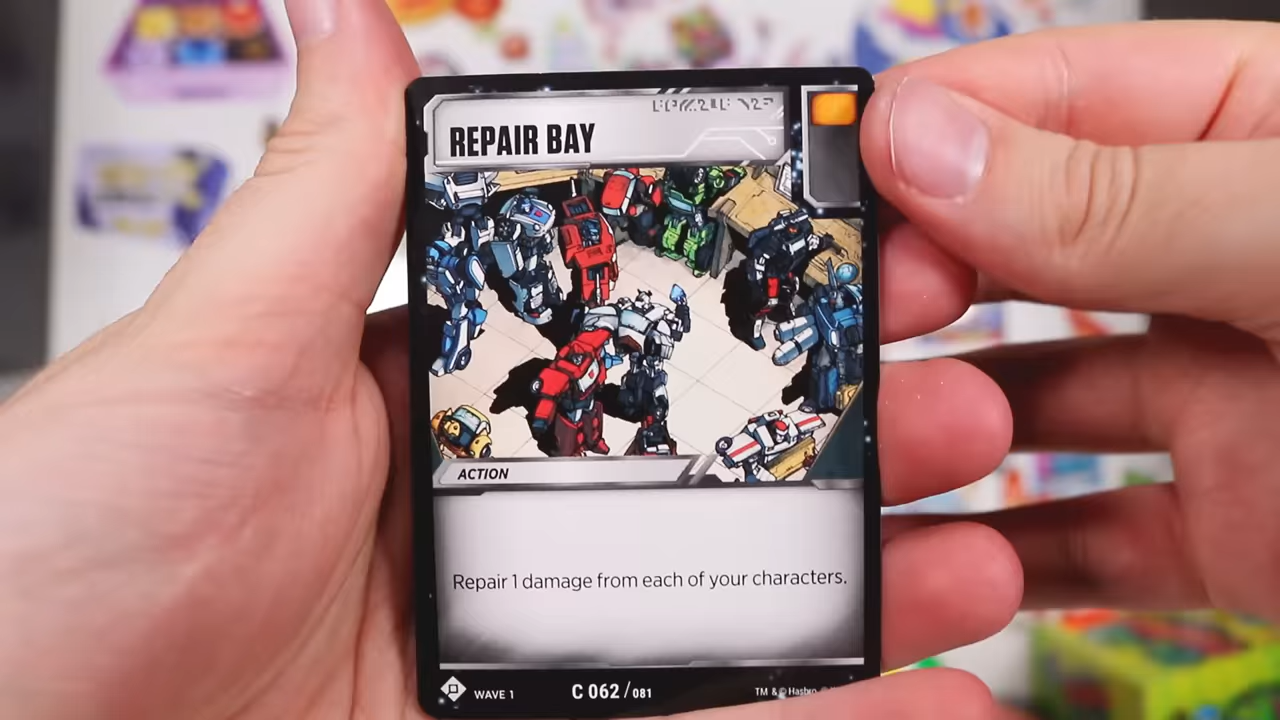 REPAIR BAY
ACTION
Repair 1 damage from each of your characters.
WAVE 1
C 062/081
TM & © Hasbro